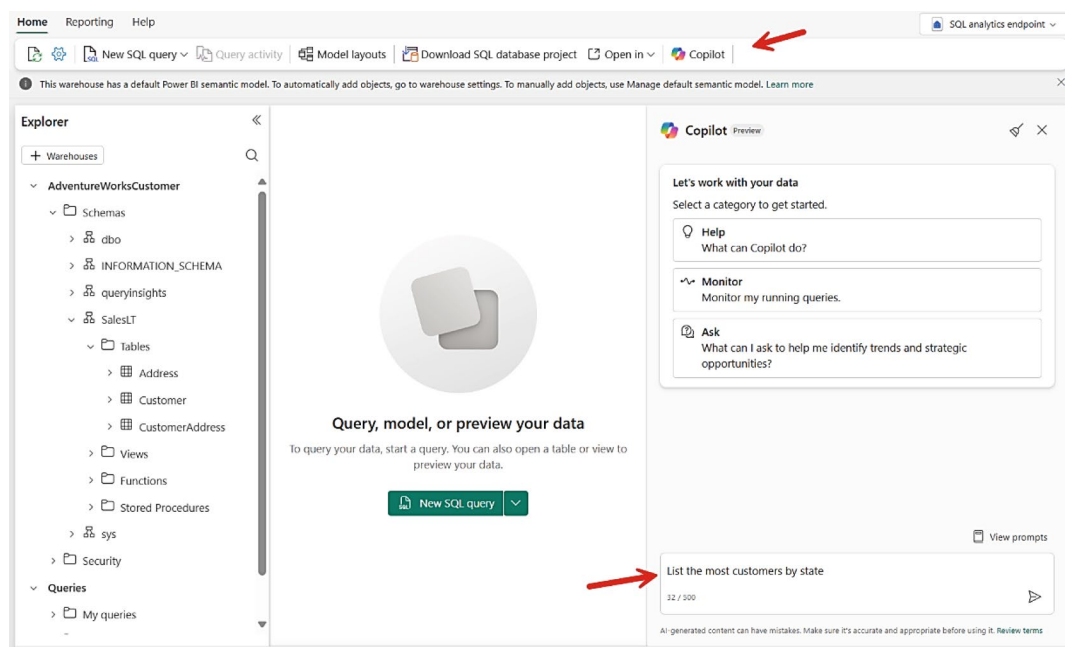 Home Reporting Help
SQL analytics endpoint
New SQL query Query activity Model layouts Download SQL database project Open in Copilot
This warehouse has a default Power BI semantic model. To automatically add objects, go to warehouse settings. To manually add objects, use Manage default semantic model. Learn more
Explorer
+ Warehouses
AdventureWorksCustomer
Schemas
dbo
INFORMATION_SCHEMA
queryinsights
SalesLT
Tables
Address
Customer
CustomerAddress
Views
Functions
Stored Procedures
sys
Security
Queries
My queries
Query, model, or preview your data
To query your data, start a query. You can also open a table or view to
preview your data.
SQL
New SQL query
Copilot Preview
Let's work with your data
Select a category to get started.
Help
What can Copilot do?
Monitor
Monitor my running queries.
Ask
What can I ask to help me identify trends and strategic
opportunities?
View prompts
List the most customers by state
32 / 500
AI-generated content can have mistakes. Make sure it's accurate and appropriate before using it. Review terms